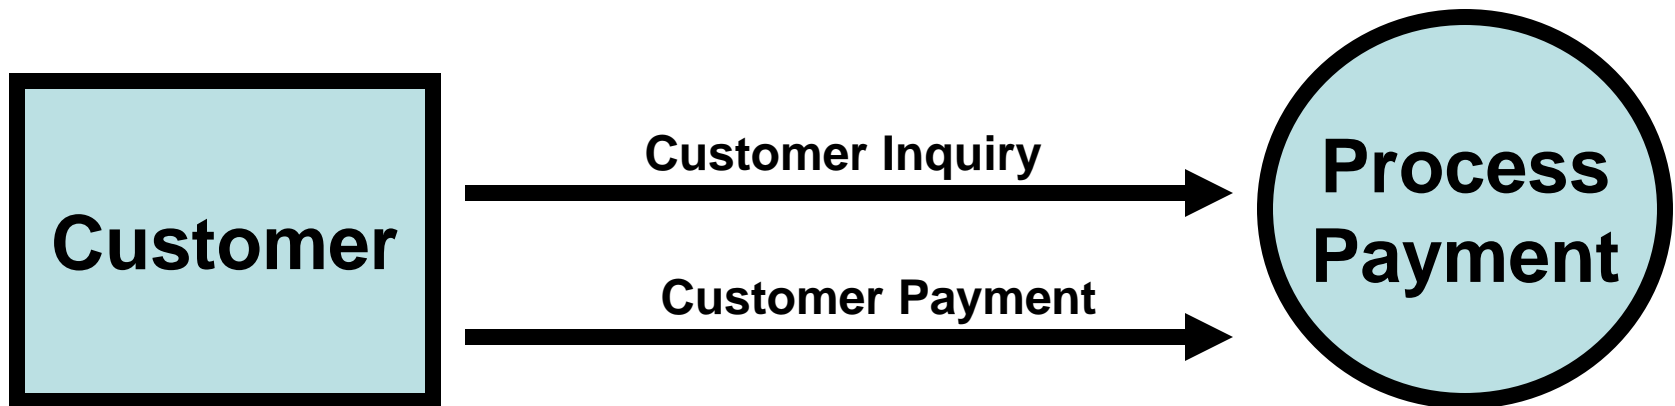 Customer
Customer Inquiry
Customer Payment
Process
Payment